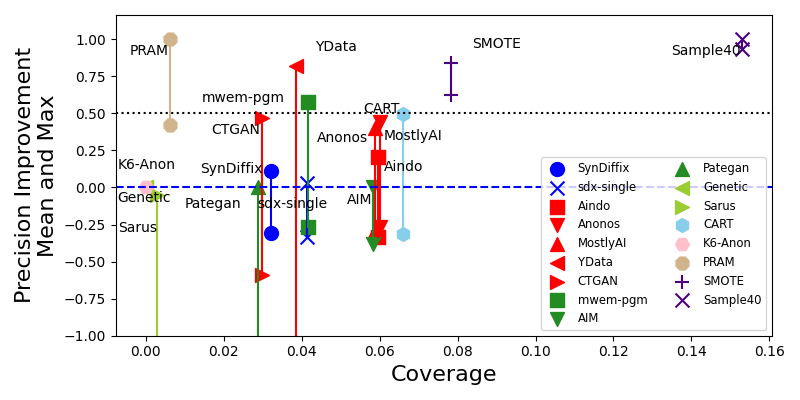 Precision Improvement
Mean and Max
1.00
0.75
0.50
0.25
0.00
−0.25
−0.50
−0.75
−1.00
PRAM
YData
SMOTE
Sample40
mwem-pgm
CART
CTGAN
Anonos
MostlyAI
K6-Anon
SynDiffix
Aindo
Genetic
Pategan
sdx-single
AIM
Sarus
SynDiffix
sdx-single
Aindo
Anonos
MostlyAI
YData
CTGAN
mwem-pgm
AIM
Pategan
Genetic
Sarus
CART
K6-Anon
PRAM
SMOTE
Sample40
0.00
0.02
0.04
0.06
0.08
0.10
0.12
0.14
0.16
Coverage